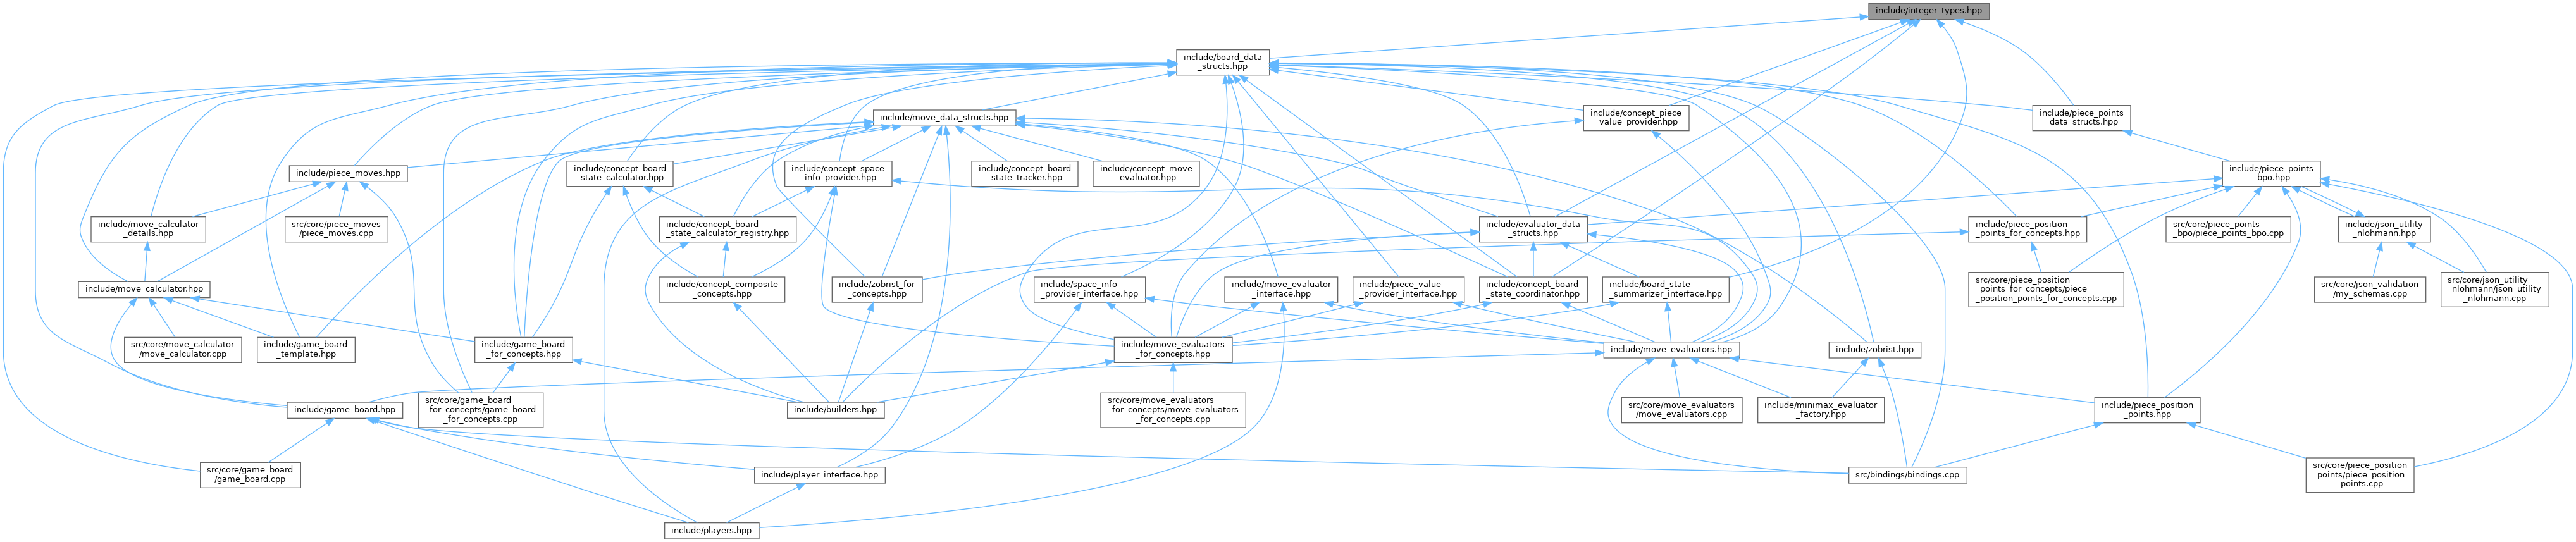 include/integer_types.hpp
include/board_data
_structs.hpp
include/move_data_structs.hpp
include/concept_piece
_value_provider.hpp
include/piece_points
_data_structs.hpp
include/piece_moves.hpp
include/concept_board
_state_calculator.hpp
include/concept_space
_info_provider.hpp
include/concept_board
_state_tracker.hpp
include/concept_move
_evaluator.hpp
include/piece_points
_bpo.hpp
include/move_calculator
_details.hpp
src/core/piece_moves
/piece_moves.cpp
include/concept_board
_state_calculator_registry.hpp
include/evaluator_data
_structs.hpp
include/piece_position
_points_for_concepts.hpp
src/core/piece_points
_bpo/piece_points_bpo.cpp
include/json_utility
_nlohmann.hpp
include/move_calculator.hpp
include/concept_composite
_concepts.hpp
include/zobrist_for
_concepts.hpp
include/space_info
_provider_interface.hpp
include/move_evaluator
_interface.hpp
include/piece_value
_provider_interface.hpp
include/concept_board
_state_coordinator.hpp
include/board_state
_summarizer_interface.hpp
src/core/piece_position
_points_for_concepts/piece
_position_points_for_concepts.cpp
src/core/json_validation
/my_schemas.cpp
src/core/json_utility
_nlohmann/json_utility
_nlohmann.cpp
src/core/move_calculator
/move_calculator.cpp
include/game_board
_template.hpp
include/game_board
_for_concepts.hpp
include/move_evaluators
_for_concepts.hpp
include/move_evaluators.hpp
include/zobrist.hpp
include/game_board.hpp
src/core/game_board
_for_concepts/game_board
_for_concepts.cpp
include/builders.hpp
src/core/move_evaluators
_for_concepts/move_evaluators
_for_concepts.cpp
src/core/move_evaluators
/move_evaluators.cpp
include/minimax_evaluator
_factory.hpp
include/piece_position
_points.hpp
src/core/game_board
/game_board.cpp
include/player_interface.hpp
src/bindings/bindings.cpp
src/core/piece_position
_points/piece_position
_points.cpp
include/players.hpp